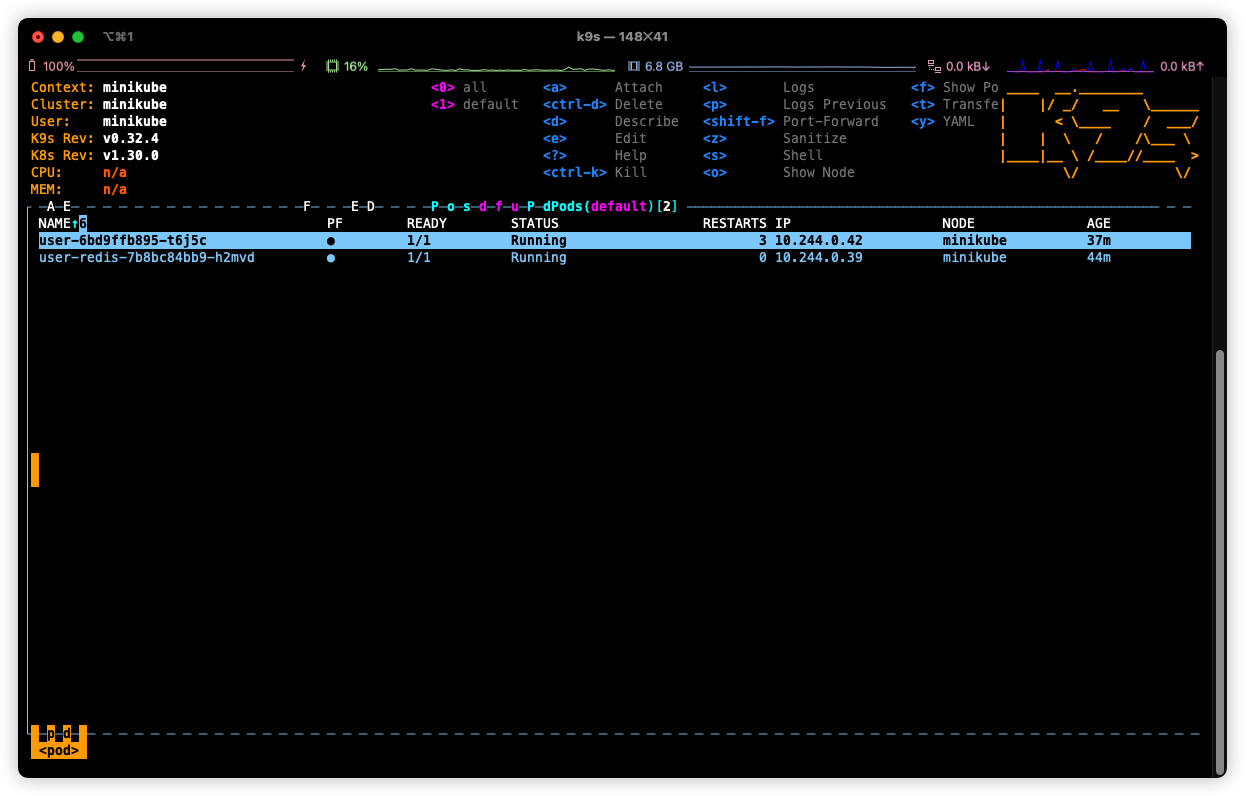 ⌥⌘1 k9s — 148×41
100% 16% 6.8 GB 0.0 kB↓ 0.0 kB↑
Context: minikube <0> all <a> Attach <l> Logs <f> Show Po
Cluster: minikube <1> default <ctrl-d> Delete <p> Logs Previous <t> Transfe
User: minikube <d> Describe <shift-f> Port-Forward <y> YAML
K9s Rev: v0.32.4 <e> Edit <z> Sanitize
K8s Rev: v1.30.0 <?> Help <s> Shell
CPU: n/a <ctrl-k> Kill <o> Show Node
MEM: n/a
A E F E D P o s d f u P dPods(default)[2]
NAME↑6 PF READY STATUS RESTARTS IP NODE AGE
user-6bd9ffb895-t6j5c ● 1/1 Running 3 10.244.0.42 minikube 37m
user-redis-7b8bc84bb9-h2mvd ● 1/1 Running 0 10.244.0.39 minikube 44m
p d
<pod>